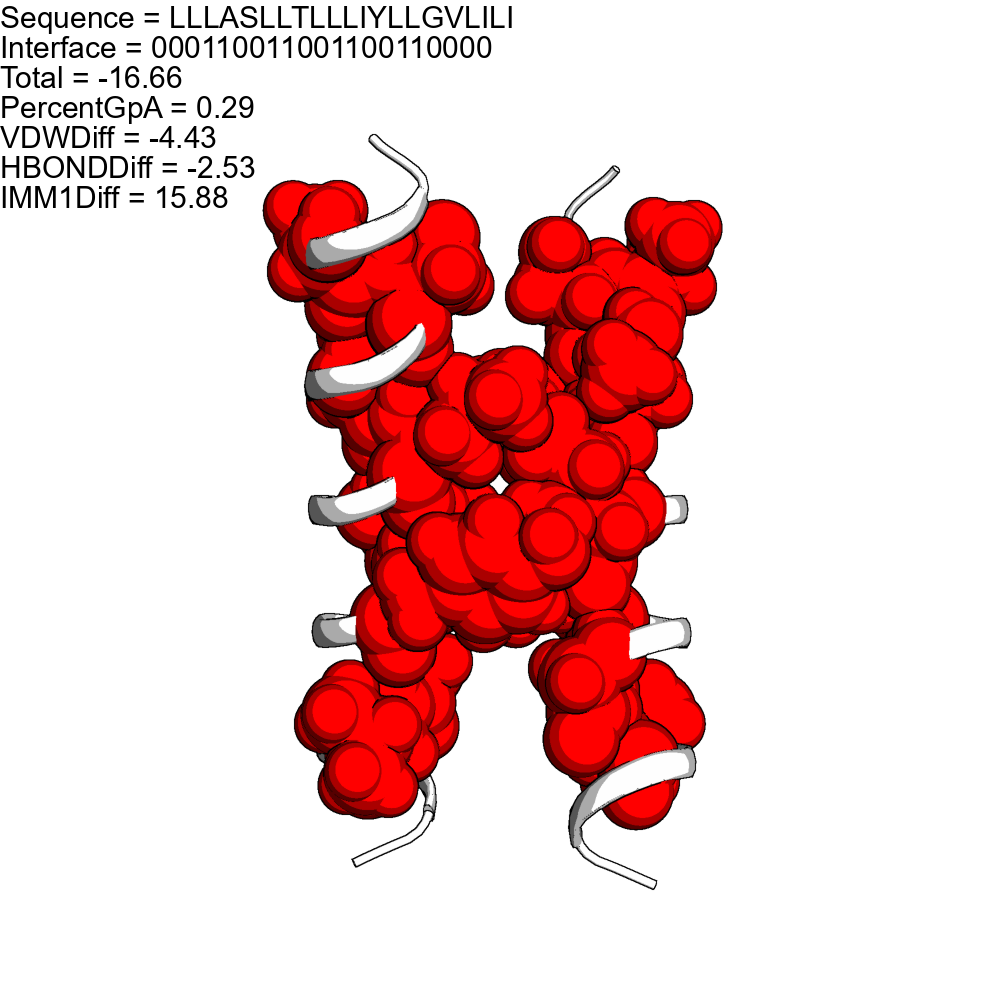 Sequence = LLLASLLTLLLIYLLGVLILI
Interface = 000110011001100110000
Total = -16.66
PercentGpA = 0.29
VDWDiff = -4.43
HBONDDiff = -2.53
IMM1Diff = 15.88